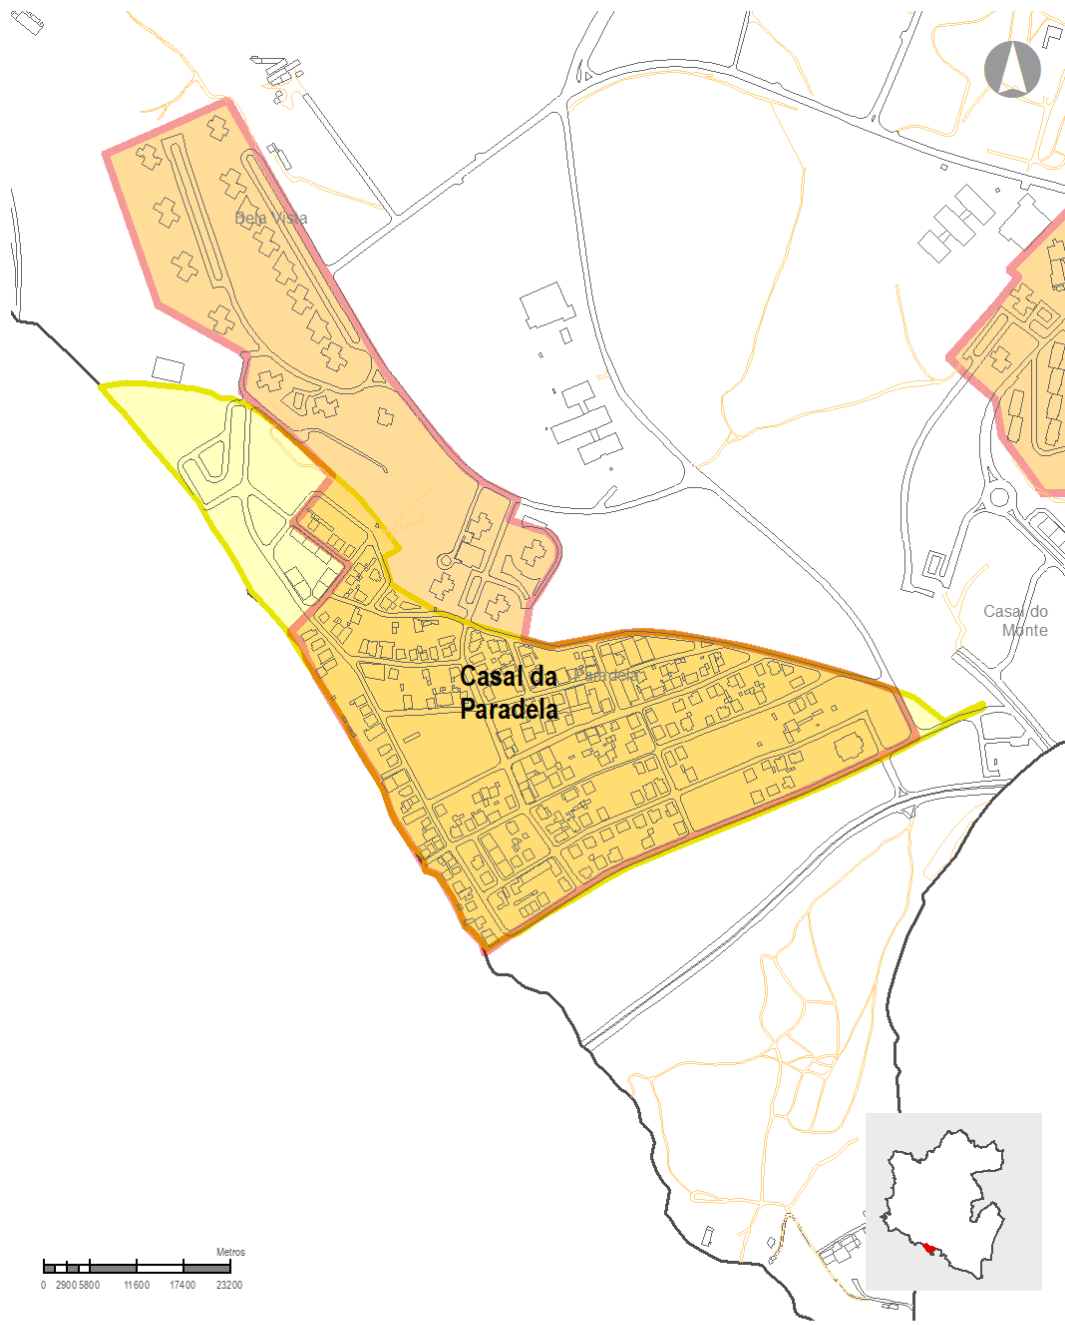 Bela Vista
Casal do
Monte
Casal da
Paradela
Paradela
Metros
0 2900 5800 11600 17400 23200